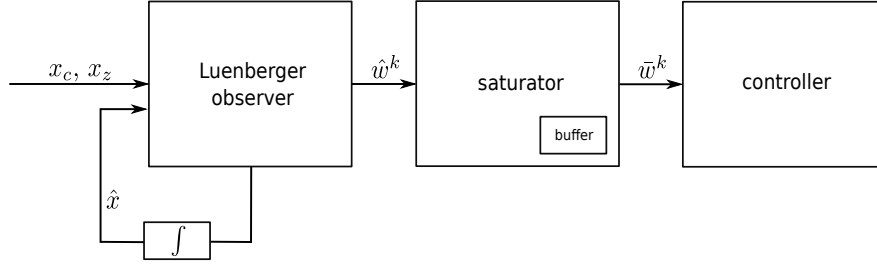 x_c, x_z
Luenberger
observer
ŵ^k
saturator
buffer
w̄^k
controller
x̂
∫